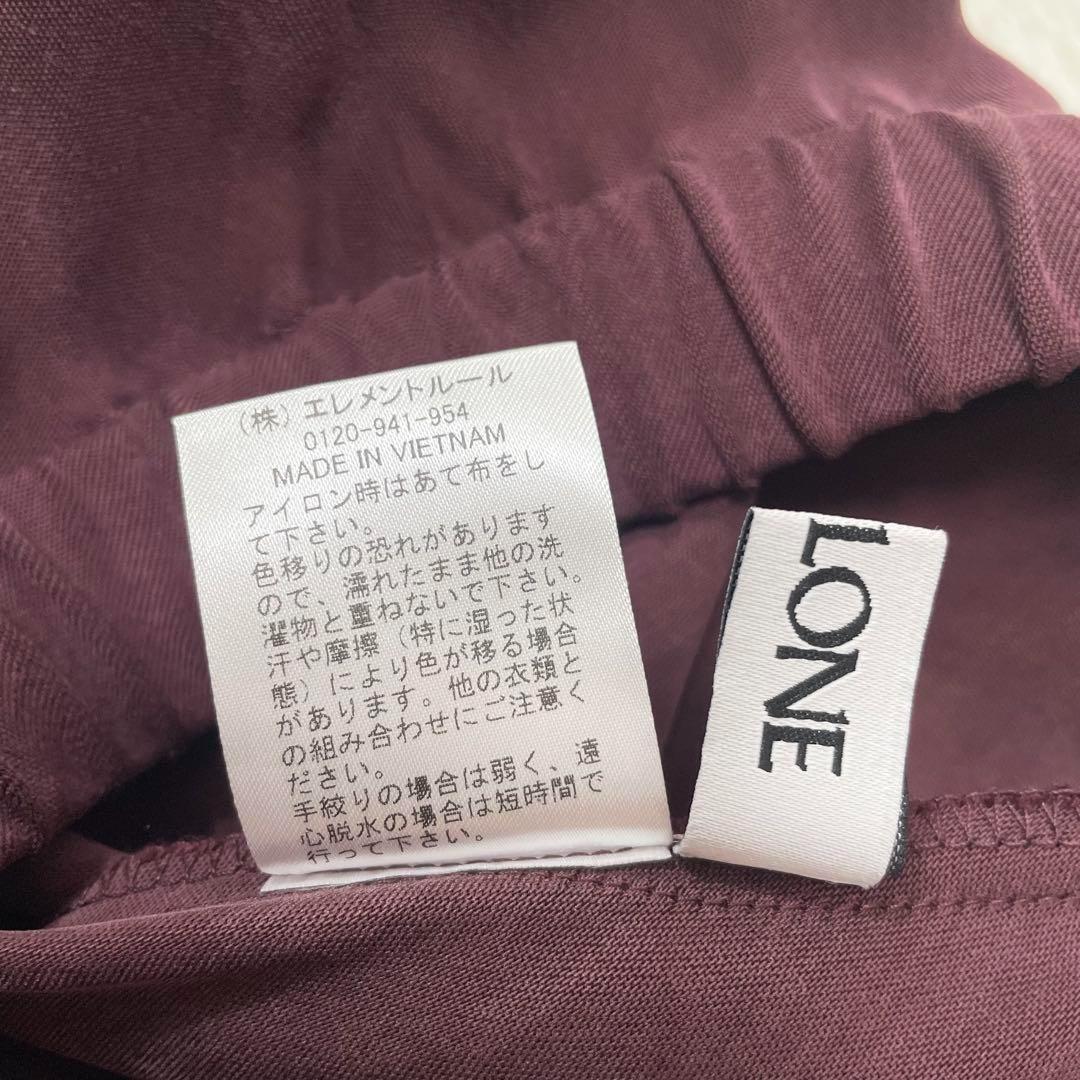 (株)エレメントルール
0120-941-954
MADE IN VIETNAM
アイロン時はあて布をし
て下さい。
色移りの恐れがあります
ので、濡れたまま他の洗
濯物と重ねないで下さい。
汗や摩擦(特に湿った状
態)により色が移る場合
があります。他の衣類と
の組み合わせにご注意く
ださい。
手絞りの場合は弱く、遠
心脱水の場合は短時間で
行って下さい。
LONE